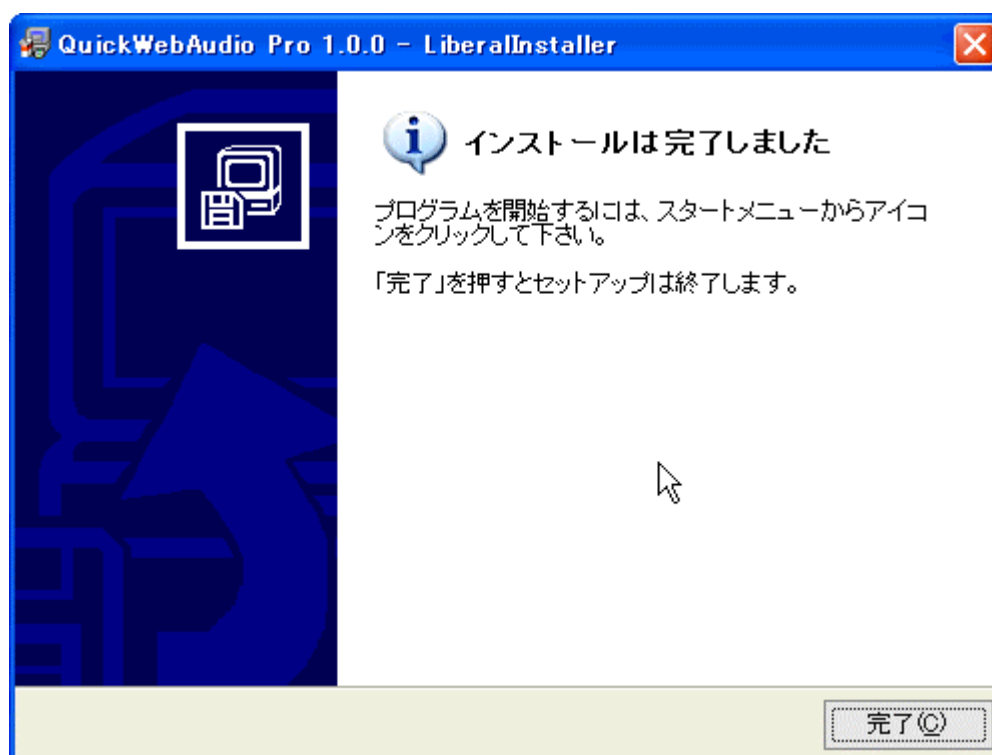 QuickWebAudio Pro 1.0.0 - LiberalInstaller
インストールは完了しました
プログラムを開始するには、スタートメニューからアイコ
ンをクリックして下さい。
「完了」を押すとセットアップは終了します。
完了(C)